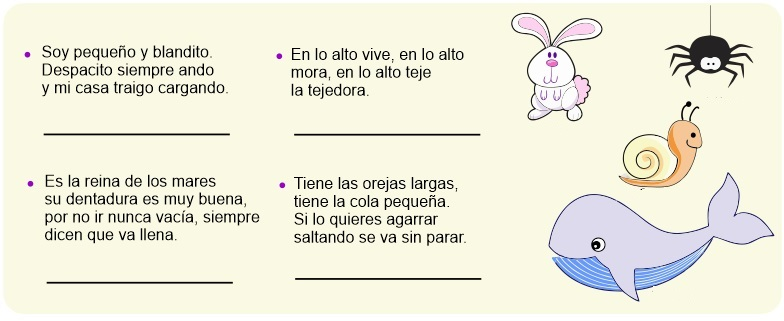 Soy pequeño y blandito.
Despacito siempre ando
y mi casa traigo cargando.
En lo alto vive, en lo alto
mora, en lo alto teje
la tejedora.
Es la reina de los mares
su dentadura es muy buena,
por no ir nunca vacía, siempre
dicen que va llena.
Tiene las orejas largas,
tiene la cola pequeña.
Si lo quieres agarrar
saltando se va sin parar.